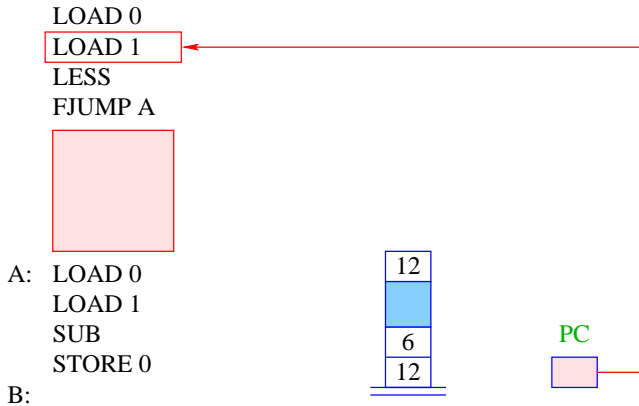 LOAD 0
LOAD 1
LESS
FJUMP A
A: LOAD 0
LOAD 1
SUB
STORE 0
B:
12
6
12
PC